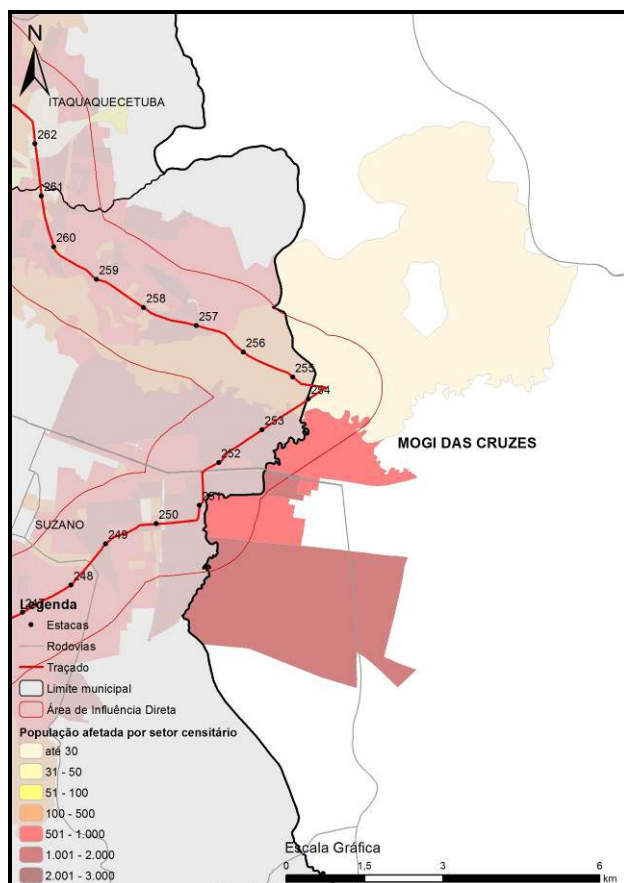 N
ITAQUAQUECETUBA
262
261
260
259
258
257
256
255
254
253
MOGI DAS CRUZES
252
251
250
SUZANO
249
248
247
Legenda
Estacas
Rodovias
Traçado
Limite municipal
Área de Influência Direta
População afetada por setor censitário
até 30
31 - 50
51 - 100
100 - 500
501 - 1.000
1.001 - 2.000
2.001 - 3.000
Escala Gráfica
0 1,5 3 6
km